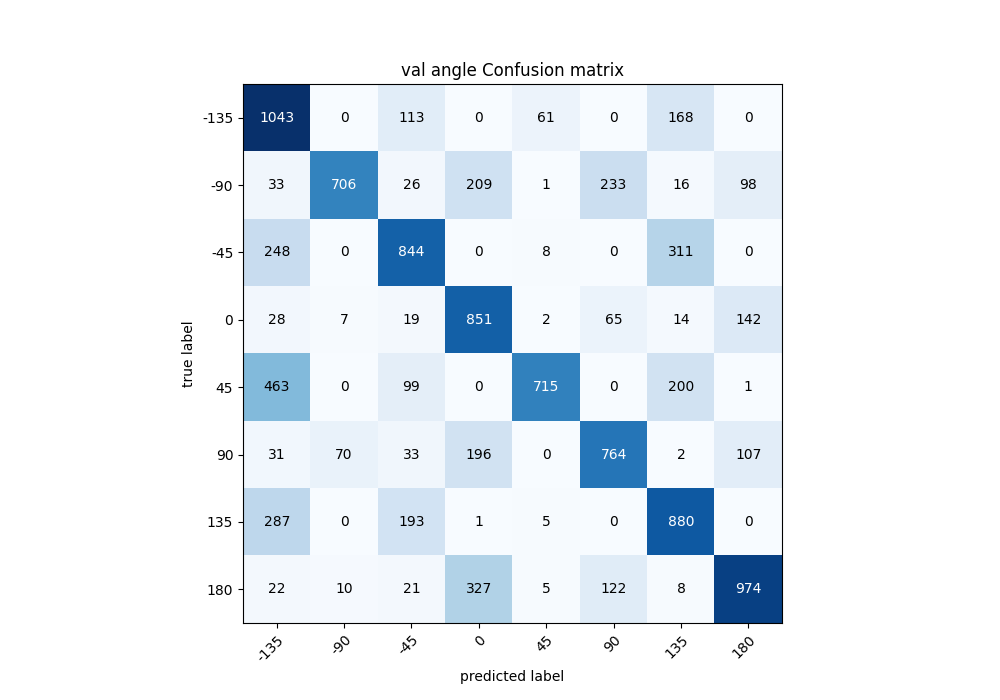 val angle Confusion matrix
-135 1043 0 113 0 61 0 168 0
-90 33 706 26 209 1 233 16 98
-45 248 0 844 0 8 0 311 0
0 28 7 19 851 2 65 14 142
45 463 0 99 0 715 0 200 1
90 31 70 33 196 0 764 2 107
135 287 0 193 1 5 0 880 0
180 22 10 21 327 5 122 8 974
true label
-135 -90 -45 0 45 90 135 180
predicted label